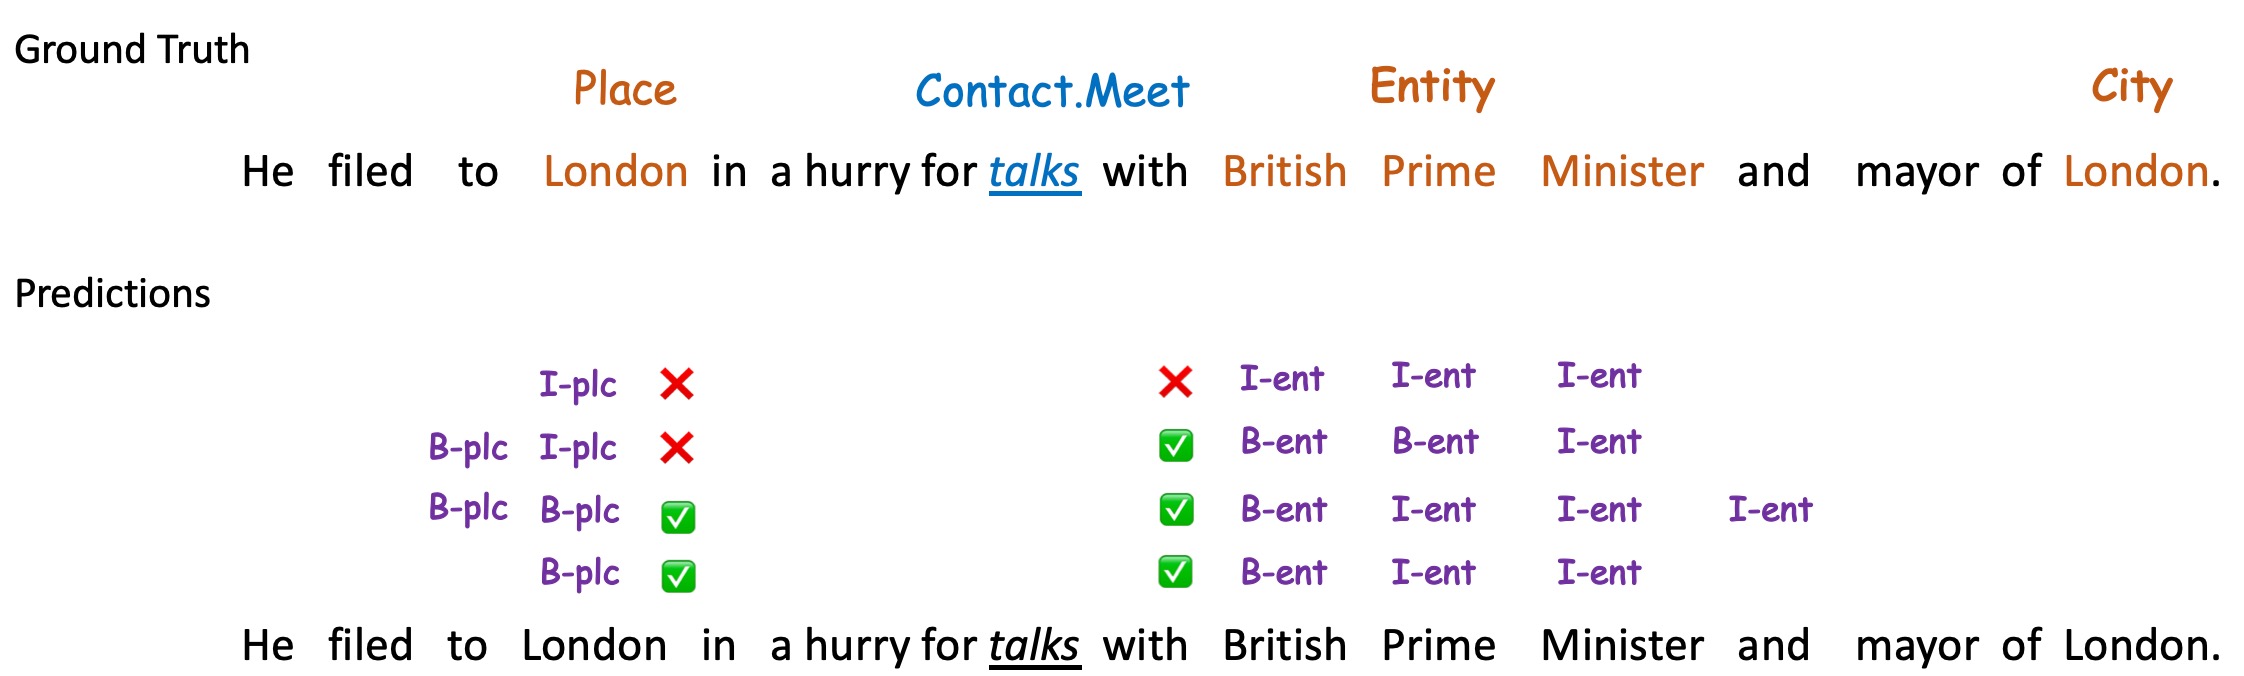 Ground Truth
Place Contact.Meet Entity City
He filed to London in a hurry for talks with British Prime Minister and mayor of London.
Predictions
I-plc ❌ ❌ I-ent I-ent I-ent
B-plc I-plc ❌ ✅ B-ent B-ent I-ent
B-plc B-plc ✅ ✅ B-ent I-ent I-ent I-ent
B-plc ✅ ✅ B-ent I-ent I-ent
He filed to London in a hurry for talks with British Prime Minister and mayor of London.